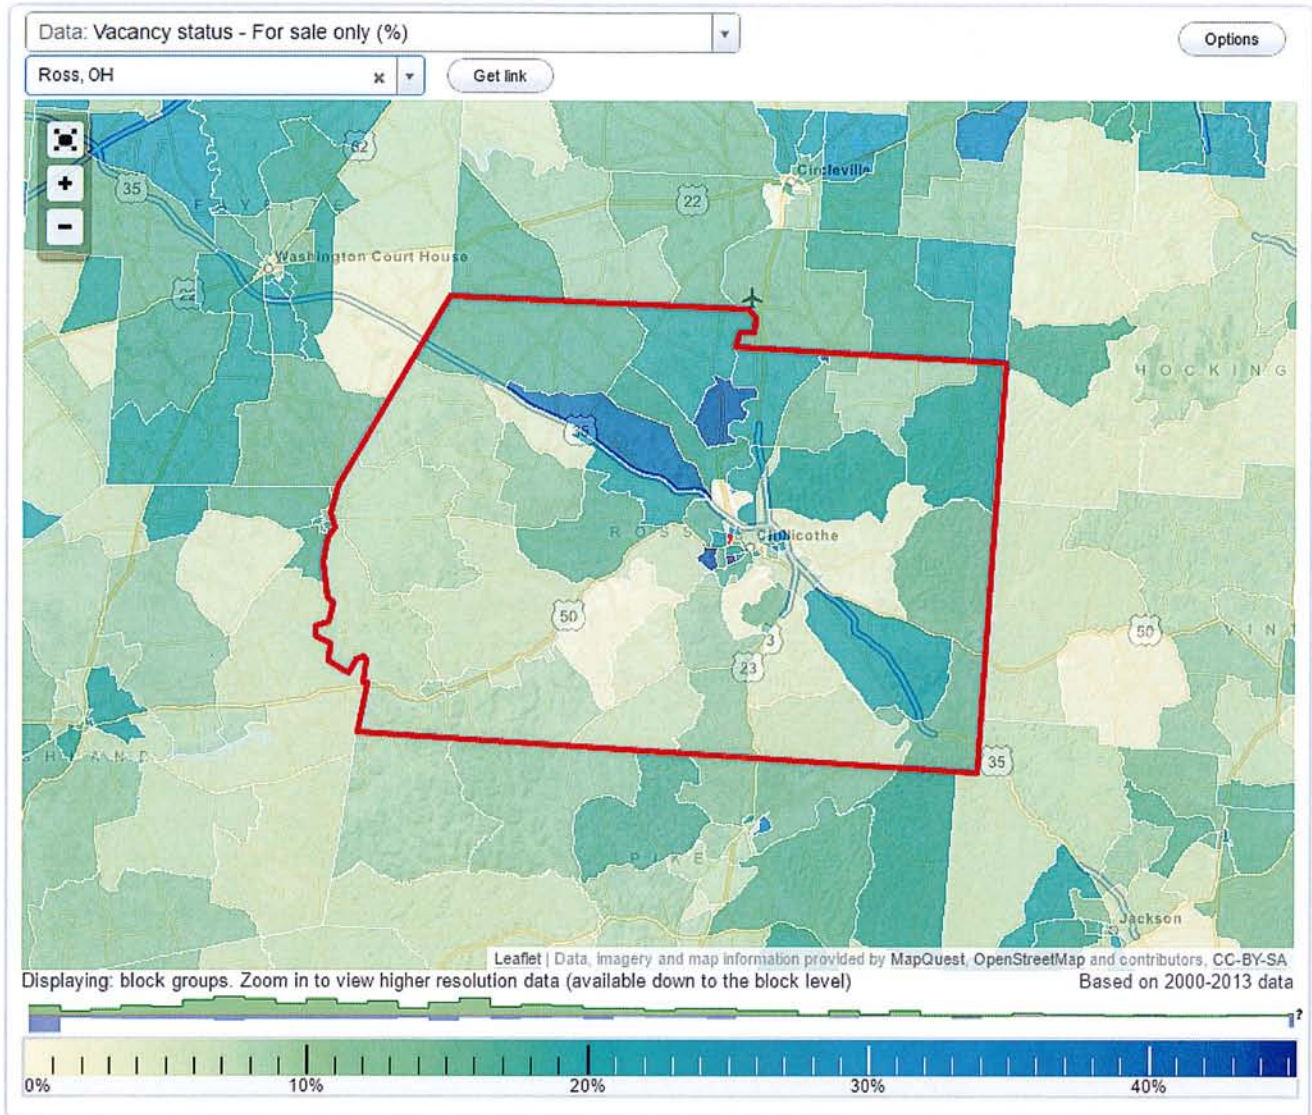 Data: Vacancy status - For sale only (%)
Options
Ross, OH
Get link
62
35
Circleville
22
FAYETTE
Washington Court House
22
HOCKING
35
ROSS
Chillicothe
50
3
50
VINT
23
GHLAND
35
PIKE
Jackson
Leaflet | Data, imagery and map information provided by MapQuest, OpenStreetMap and contributors, CC-BY-SA
Displaying: block groups. Zoom in to view higher resolution data (available down to the block level)
Based on 2000-2013 data
?
0%
10%
20%
30%
40%